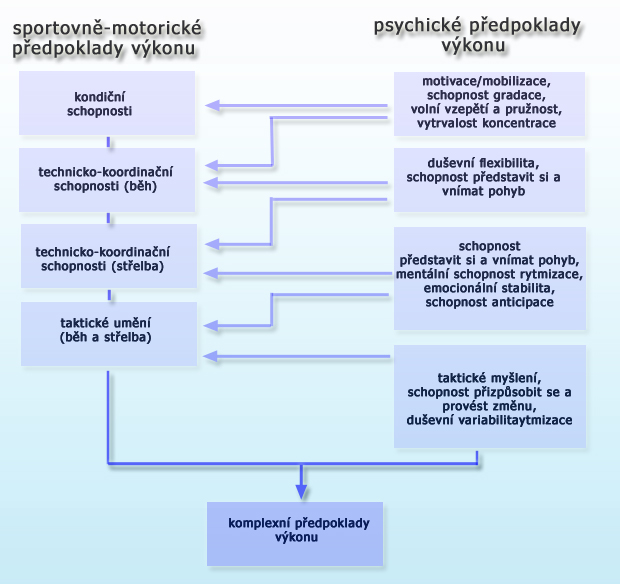 sportovně-motorické
předpoklady výkonu
kondiční
schopnosti
technicko-koordinační
schopnosti (běh)
technicko-koordinační
schopnosti (střelba)
taktické umění
(běh a střelba)
psychické předpoklady
výkonu
motivace/mobilizace,
schopnost gradace,
volní vzepětí a pružnost,
vytrvalost koncentrace
duševní flexibilita,
schopnost představit si a
vnímat pohyb
schopnost
představit si a vnímat pohyb,
mentální schopnost rytmizace,
emocionální stabilita,
schopnost anticipace
taktické myšlení,
schopnost přizpůsobit se a
provést změnu,
duševní variabilitaytmizace
komplexní předpoklady
výkonu